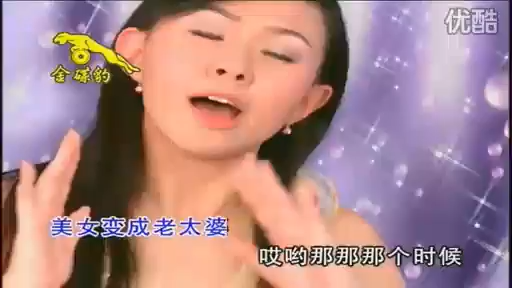 优酷
金碟豹
美女变成老太婆
哎哟那那那个时候